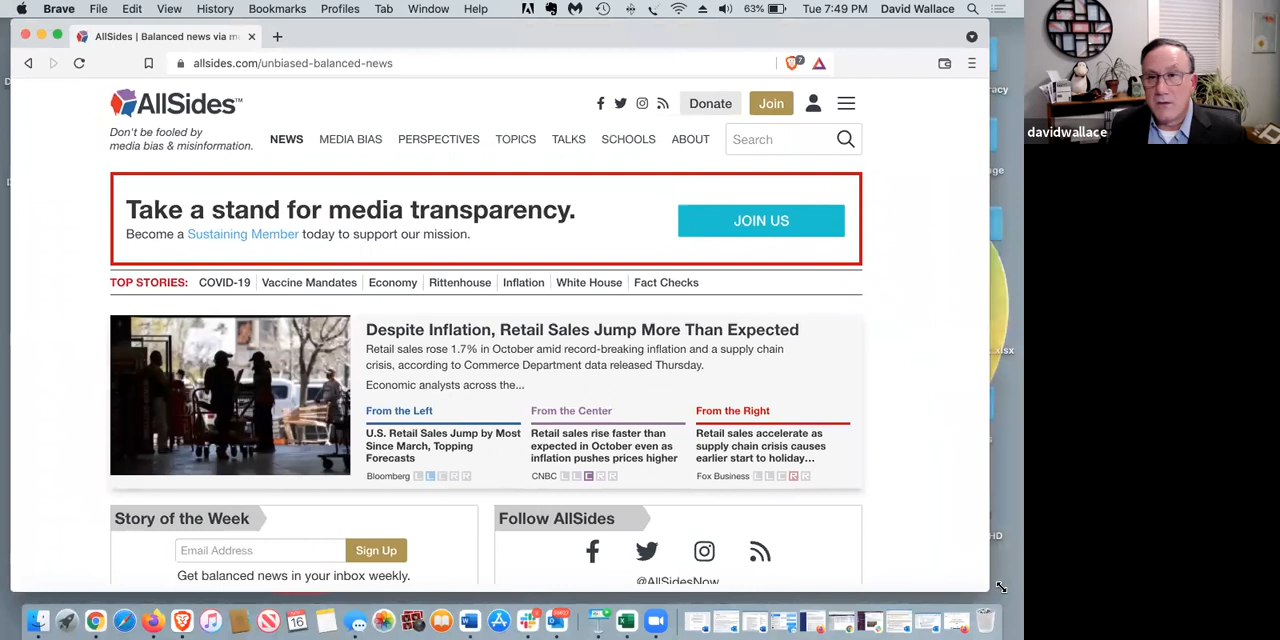 Brave File Edit View History Bookmarks Profiles Tab Window Help 63% Tue 7:49 PM David Wallace
AllSides | Balanced news via m
allsides.com/unbiased-balanced-news
7
AllSides™
Donate Join
Don't be fooled by
media bias & misinformation.
NEWS MEDIA BIAS PERSPECTIVES TOPICS TALKS SCHOOLS ABOUT Search
Take a stand for media transparency.
Become a Sustaining Member today to support our mission.
JOIN US
TOP STORIES: COVID-19 Vaccine Mandates Economy Rittenhouse Inflation White House Fact Checks
Despite Inflation, Retail Sales Jump More Than Expected
Retail sales rose 1.7% in October amid record-breaking inflation and a supply chain
crisis, according to Commerce Department data released Thursday.
Economic analysts across the...
From the Left
U.S. Retail Sales Jump by Most
Since March, Topping
Forecasts
Bloomberg L L C R R
From the Center
Retail sales rise faster than
expected in October even as
inflation pushes prices higher
CNBC L L C R R
From the Right
Retail sales accelerate as
supply chain crisis causes
earlier start to holiday...
Fox Business L L C R R
Story of the Week
Email Address Sign Up
Get balanced news in your inbox weekly.
Follow AllSides
@AllSidesNow
davidwallace
racy
.xlsx
HD
16